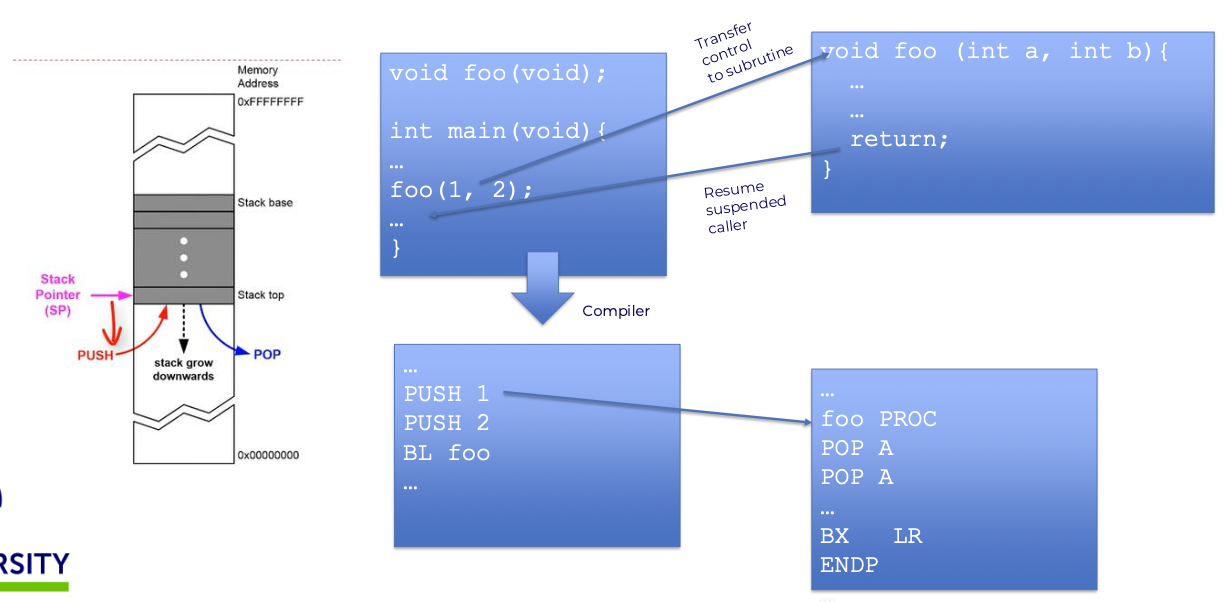 Memory
Address
0xFFFFFFFF
Stack base
Stack
Pointer
(SP)
Stack top
PUSH
POP
stack grow
downwards
0x00000000
RSITY
void foo(void);
int main(void){
…
foo(1, 2);
…
}
Transfer
control
to subrutine
void foo (int a, int b){
…
…
return;
}
Resume
suspended
caller
Compiler
…
PUSH 1
PUSH 2
BL foo
…
…
foo PROC
POP A
POP A
…
BX LR
ENDP
…